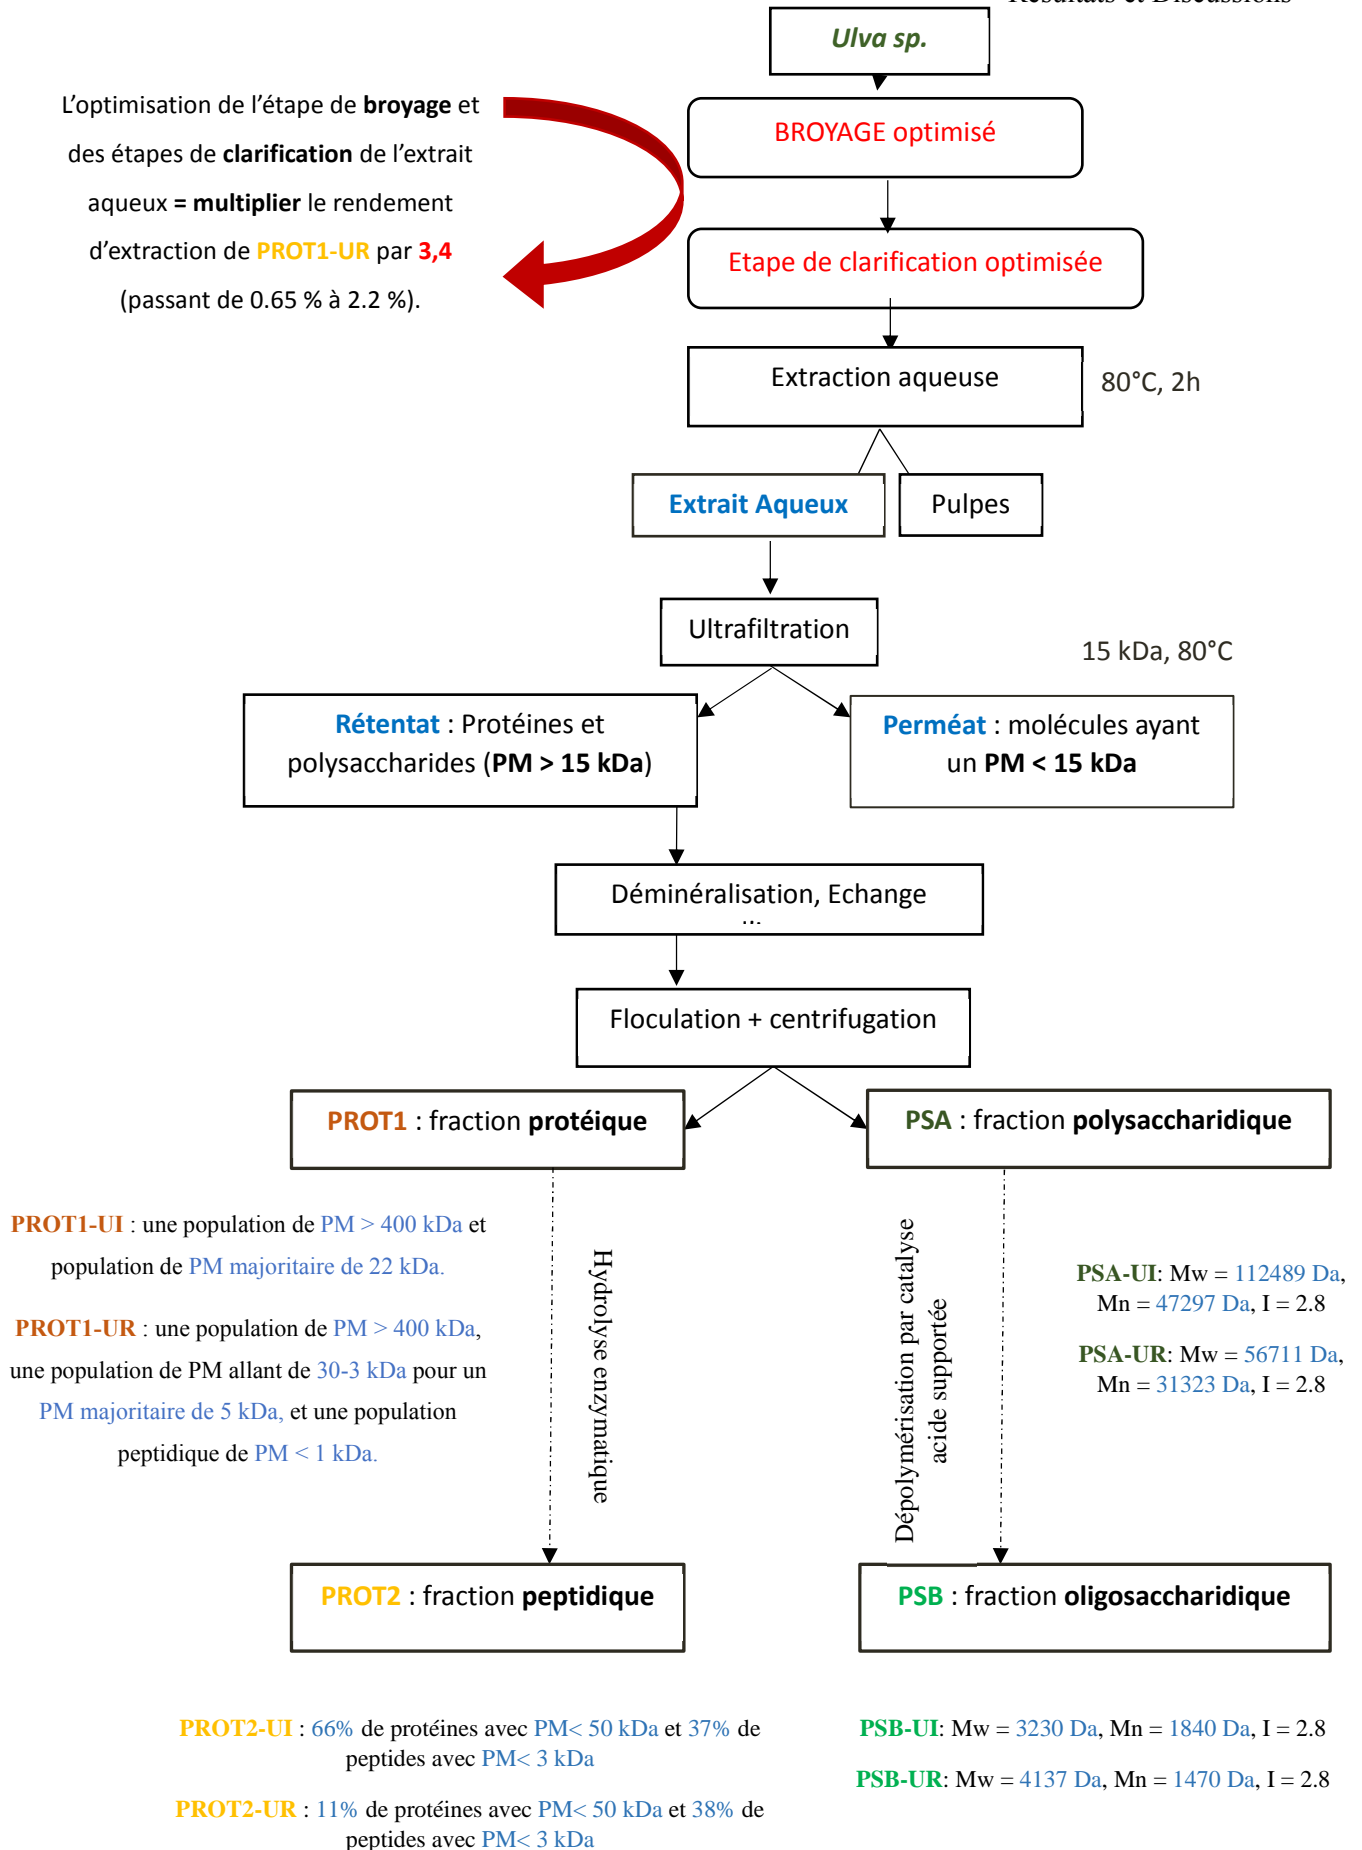 Résultats et Discussions
Ulva sp.
L’optimisation de l’étape de broyage et
des étapes de clarification de l’extrait
aqueux = multiplier le rendement
d’extraction de PROT1-UR par 3,4
(passant de 0.65 % à 2.2 %).
BROYAGE optimisé
Etape de clarification optimisée
Extraction aqueuse
80°C, 2h
Extrait Aqueux
Pulpes
Ultrafiltration
15 kDa, 80°C
Rétentat : Protéines et
polysaccharides (PM > 15 kDa)
Perméat : molécules ayant
un PM < 15 kDa
Déminéralisation, Echange
...
Floculation + centrifugation
PROT1 : fraction protéique
PSA : fraction polysaccharidique
PROT1-UI : une population de PM > 400 kDa et
population de PM majoritaire de 22 kDa.
PROT1-UR : une population de PM > 400 kDa,
une population de PM allant de 30-3 kDa pour un
PM majoritaire de 5 kDa, et une population
peptidique de PM < 1 kDa.
Hydrolyse enzymatique
Dépolymérisation par catalyse
acide supportée
PSA-UI: Mw = 112489 Da,
Mn = 47297 Da, I = 2.8
PSA-UR: Mw = 56711 Da,
Mn = 31323 Da, I = 2.8
PROT2 : fraction peptidique
PSB : fraction oligosaccharidique
PROT2-UI : 66% de protéines avec PM< 50 kDa et 37% de
peptides avec PM< 3 kDa
PROT2-UR : 11% de protéines avec PM< 50 kDa et 38% de
peptides avec PM< 3 kDa
PSB-UI: Mw = 3230 Da, Mn = 1840 Da, I = 2.8
PSB-UR: Mw = 4137 Da, Mn = 1470 Da, I = 2.8